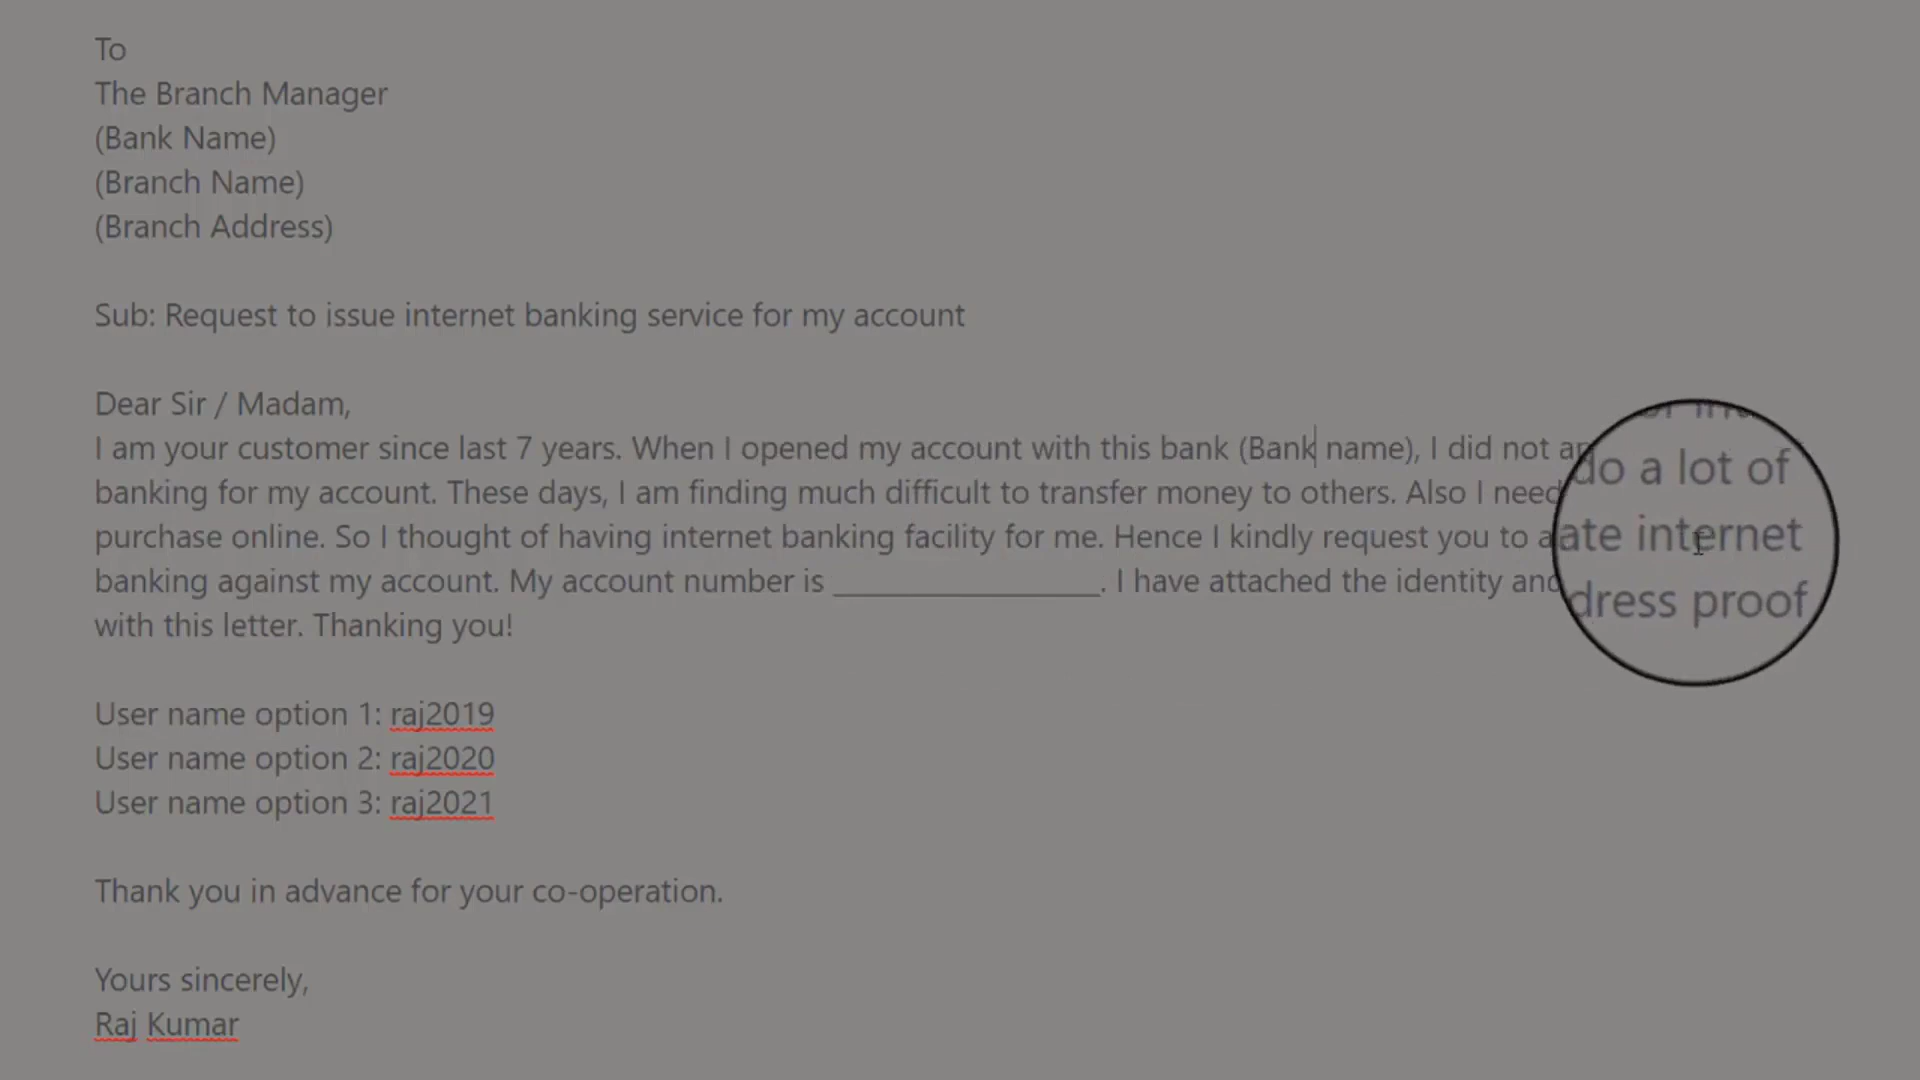 To
The Branch Manager
(Bank Name)
(Branch Name)
(Branch Address)
Sub: Request to issue internet banking service for my account
Dear Sir / Madam,
I am your customer since last 7 years. When I opened my account with this bank (Bank name), I did not
banking for my account. These days, I am finding much difficult to transfer money to others. Also I need do a lot of
purchase online. So I thought of having internet banking facility for me. Hence I kindly request you to internet
banking against my account. My account number is ________________. I have attached the identity and proof
with this letter. Thanking you!
User name option 1: raj2019
User name option 2: raj2020
User name option 3: raj2021
Thank you in advance for your co-operation.
Yours sincerely,
Raj Kumar